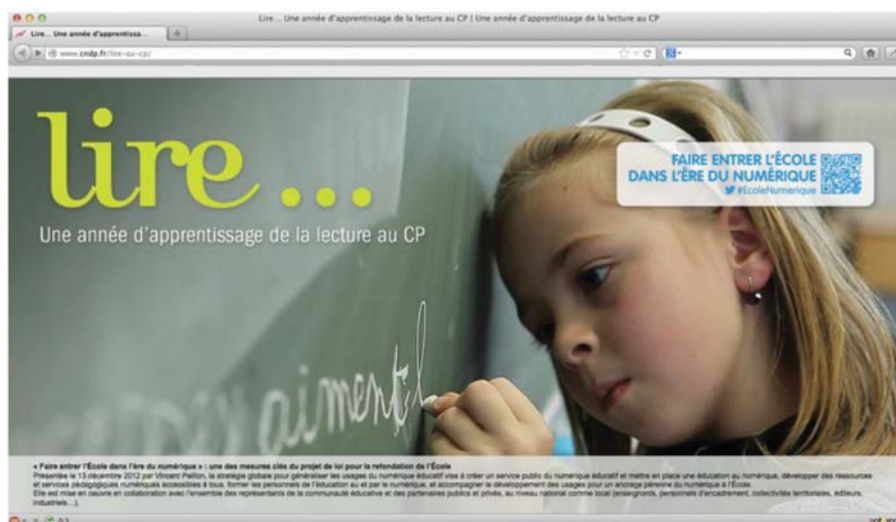 Lire... Une année d'apprentissage de la lecture au CP | Une année d'apprentissage de la lecture au CP
Lire... Une année d'apprentissa...
www.cndp.fr/lire-au-cp/
lire...
Une année d'apprentissage de la lecture au CP
FAIRE ENTRER L'ÉCOLE
DANS L'ÈRE DU NUMÉRIQUE
#EcoleNumerique
aiment l
« Faire entrer l'École dans l'ère du numérique » : une des mesures clés du projet de loi pour la refondation de l'École
Présentée le 13 décembre 2012 par Vincent Peillon, la stratégie globale pour généraliser les usages du numérique éducatif vise à créer un service public du numérique éducatif et mettre en place une éducation au numérique, développer des ressources
et services pédagogiques numériques accessibles à tous, former les personnels de l'éducation au et par le numérique, et accompagner le développement des usages pour un ancrage pérenne du numérique à l'École.
Elle est mise en oeuvre en collaboration avec l'ensemble des représentants de la communauté éducative et des partenaires publics et privés, au niveau national comme local (enseignants, personnels d'encadrement, collectivités territoriales, éditeurs,
industriels...).